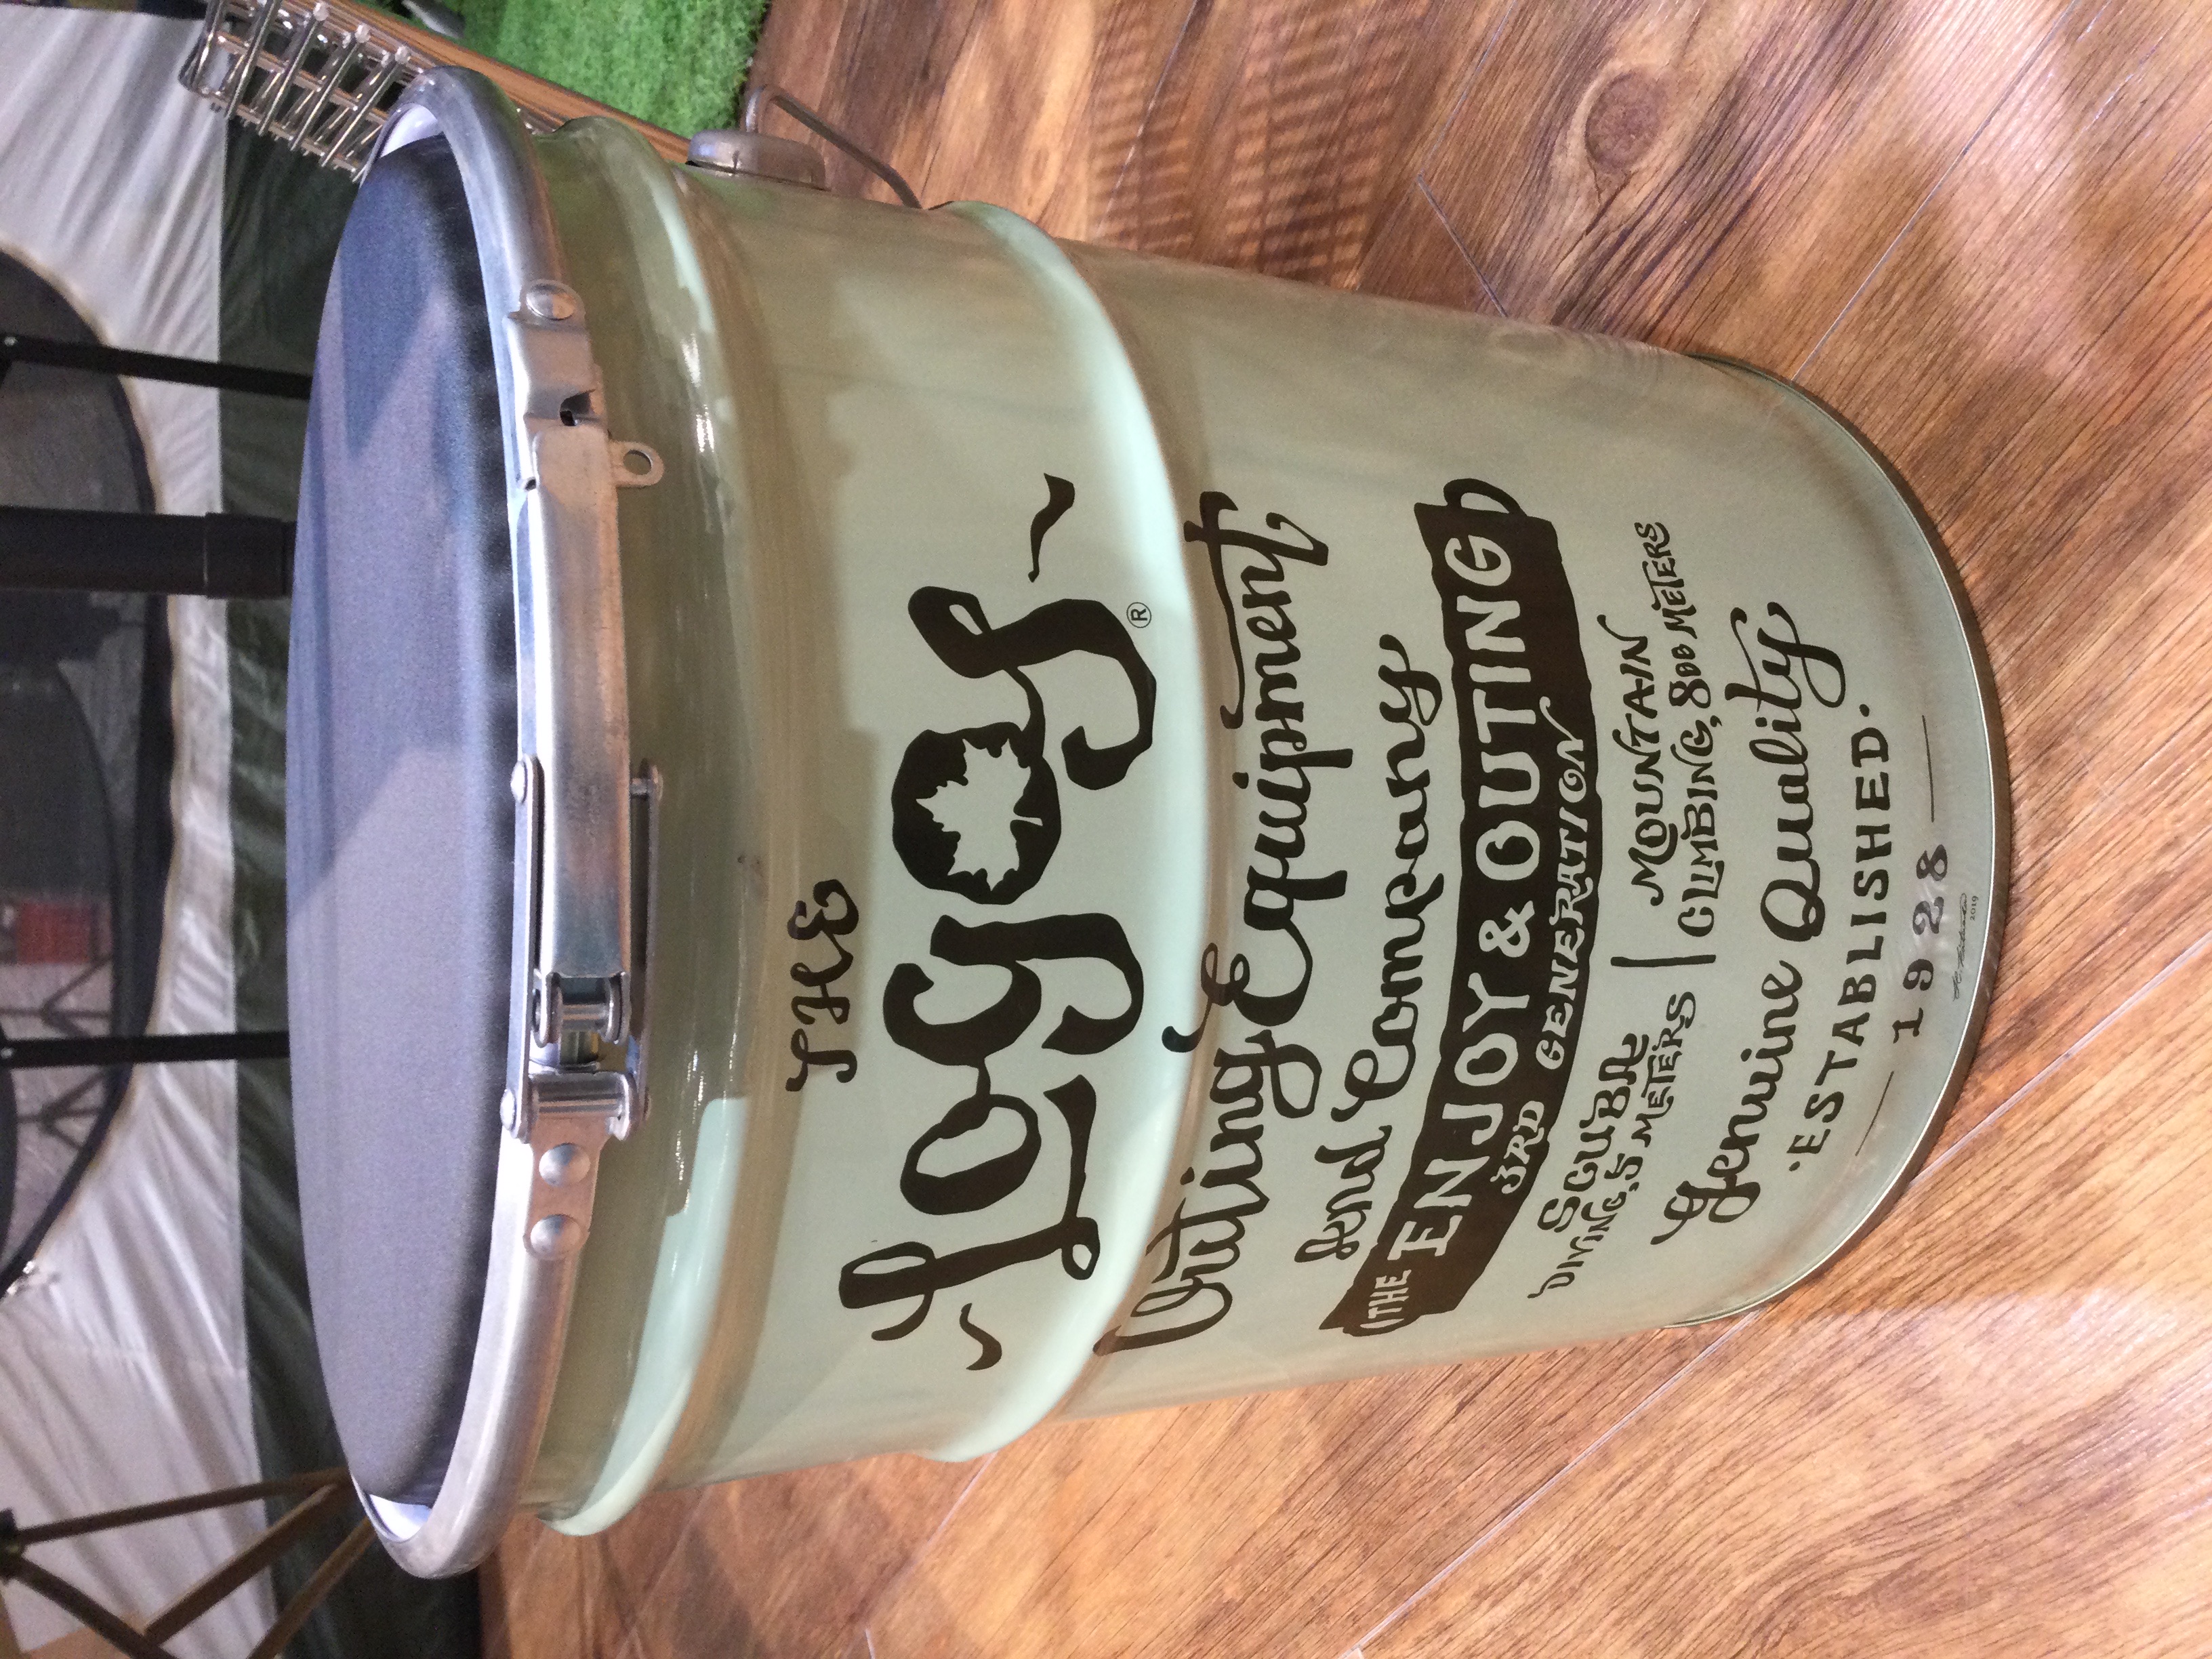 THE
Logos ®
Outing Equipment
And Company
(THE ENJOY & OUTING)
3RD GENERATION
SCUBA
DIVING, 5 METERS
MOUNTAIN
CLIMBING, 800 METERS
Genuine Quality
·ESTABLISHED·
1928
2019